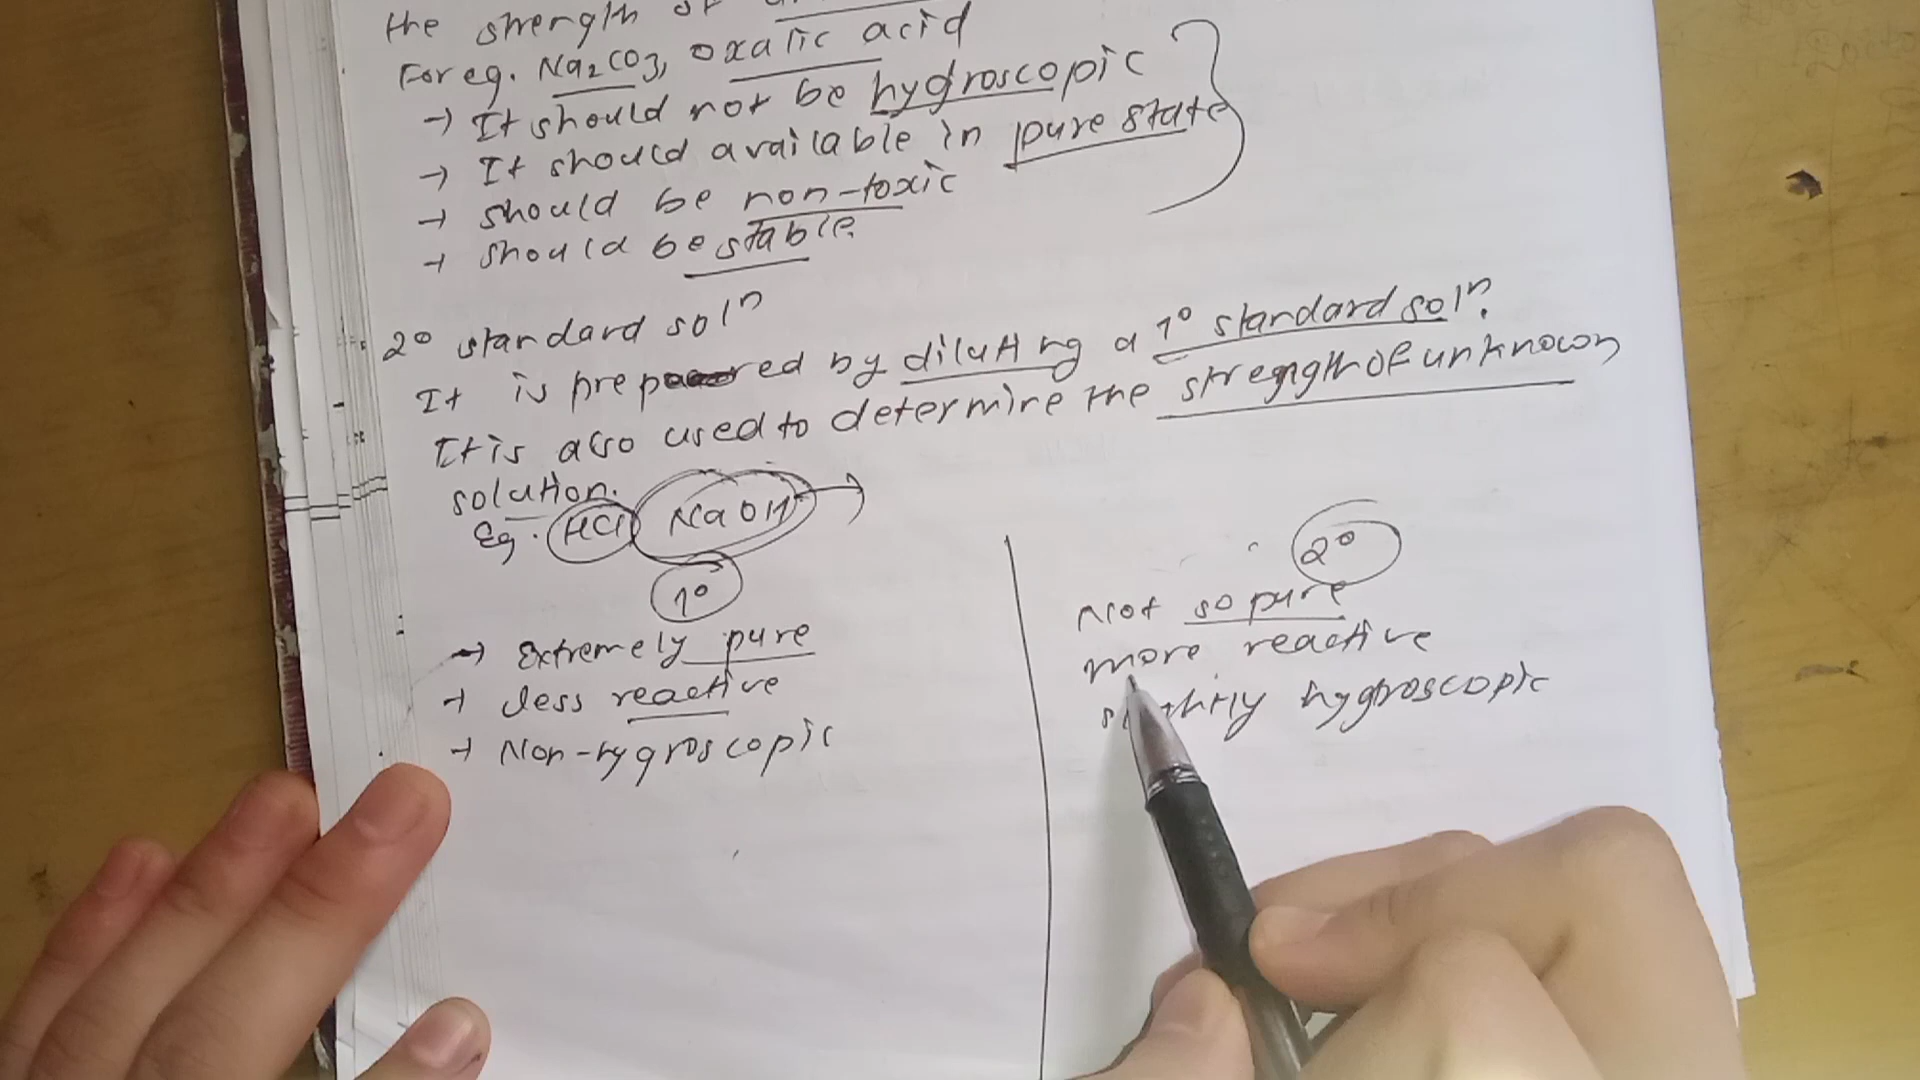 the strength of
For eg. Na2CO3, oxalic acid
→ It should not be hygroscopic
→ It should available in pure state
→ should be non-toxic
→ should be stable.
2° standard solⁿ
It is prepared by diluting a 1° standard solⁿ.
It is also used to determine the strength of unknown
solution.
Eg. HCl NaOH →
1°
→ Extremely pure
→ less reactive
→ Non-hygroscopic
2°
Not so pure
more reactive
slightly hygroscopic